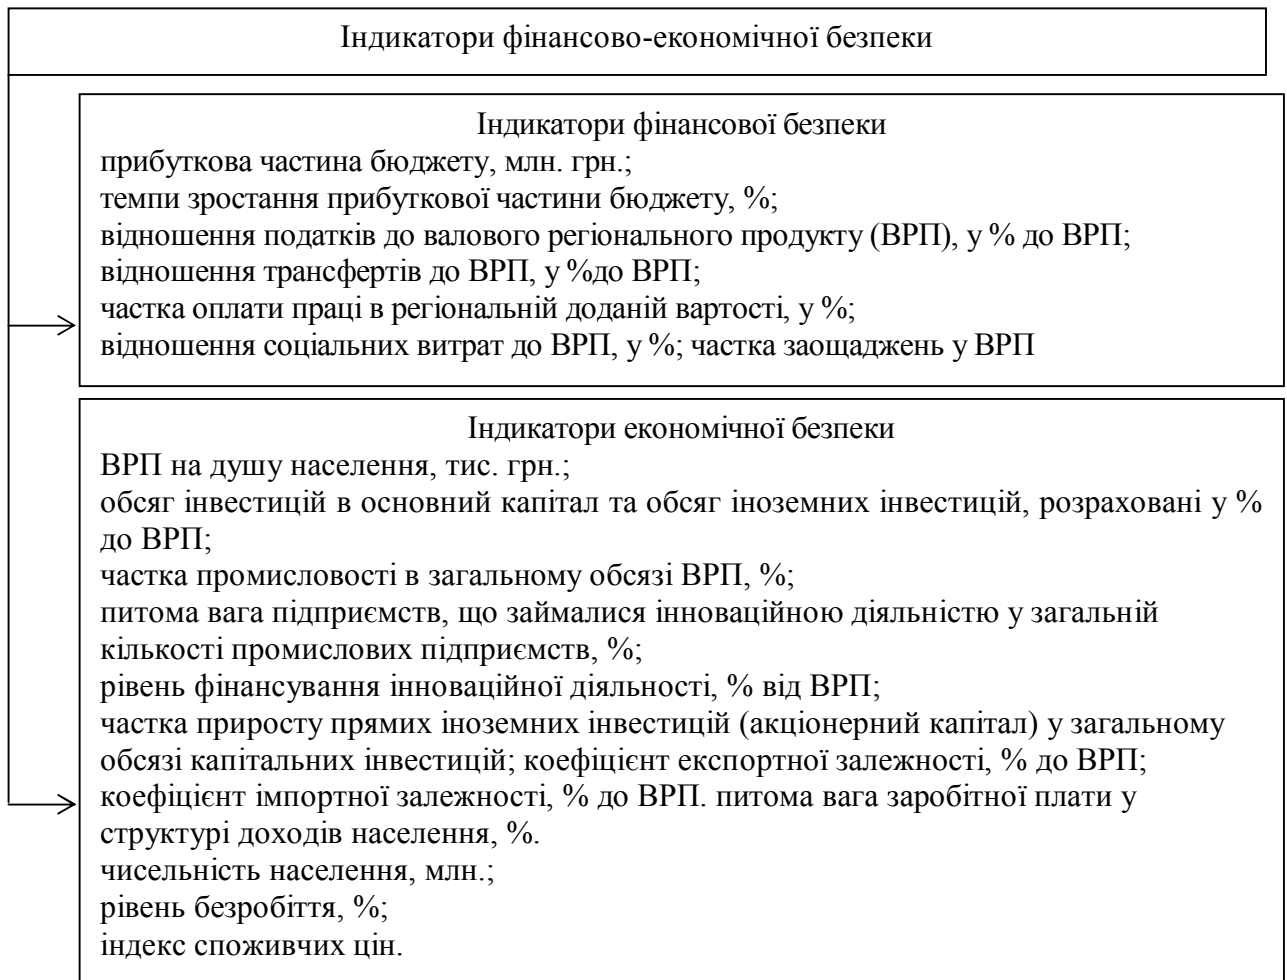 Індикатори фінансово-економічної безпеки
Індикатори фінансової безпеки
прибуткова частина бюджету, млн. грн.;
темпи зростання прибуткової частини бюджету, %;
відношення податків до валового регіонального продукту (ВРП), у % до ВРП;
відношення трансфертів до ВРП, у %до ВРП;
частка оплати праці в регіональній доданій вартості, у %;
відношення соціальних витрат до ВРП, у %; частка заощаджень у ВРП
Індикатори економічної безпеки
ВРП на душу населення, тис. грн.;
обсяг інвестицій в основний капітал та обсяг іноземних інвестицій, розраховані у %
до ВРП;
частка промисловості в загальному обсязі ВРП, %;
питома вага підприємств, що займалися інноваційною діяльністю у загальній
кількості промислових підприємств, %;
рівень фінансування інноваційної діяльності, % від ВРП;
частка приросту прямих іноземних інвестицій (акціонерний капітал) у загальному
обсязі капітальних інвестицій; коефіцієнт експортної залежності, % до ВРП;
коефіцієнт імпортної залежності, % до ВРП. питома вага заробітної плати у
структурі доходів населення, %.
чисельність населення, млн.;
рівень безробіття, %;
індекс споживчих цін.